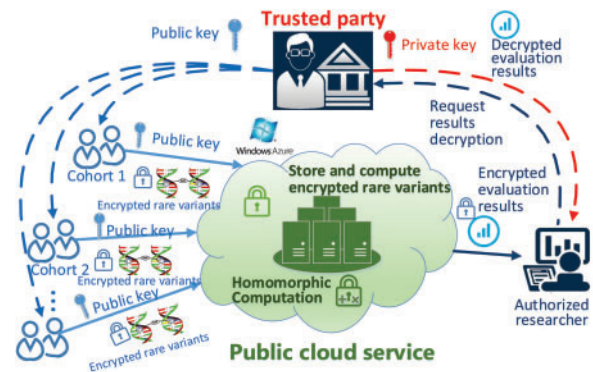 Trusted party
Public key
Private key
Decrypted
evaluation
results
Request
results
decryption
Public key
Windows Azure
Cohort 1
Encrypted rare variants
Store and compute
encrypted rare variants
Encrypted
evaluation
results
Public key
Cohort 2
Encrypted rare variants
Homomorphic
Computation
+1×
Public key
Encrypted rare variants
Authorized
researcher
Public cloud service